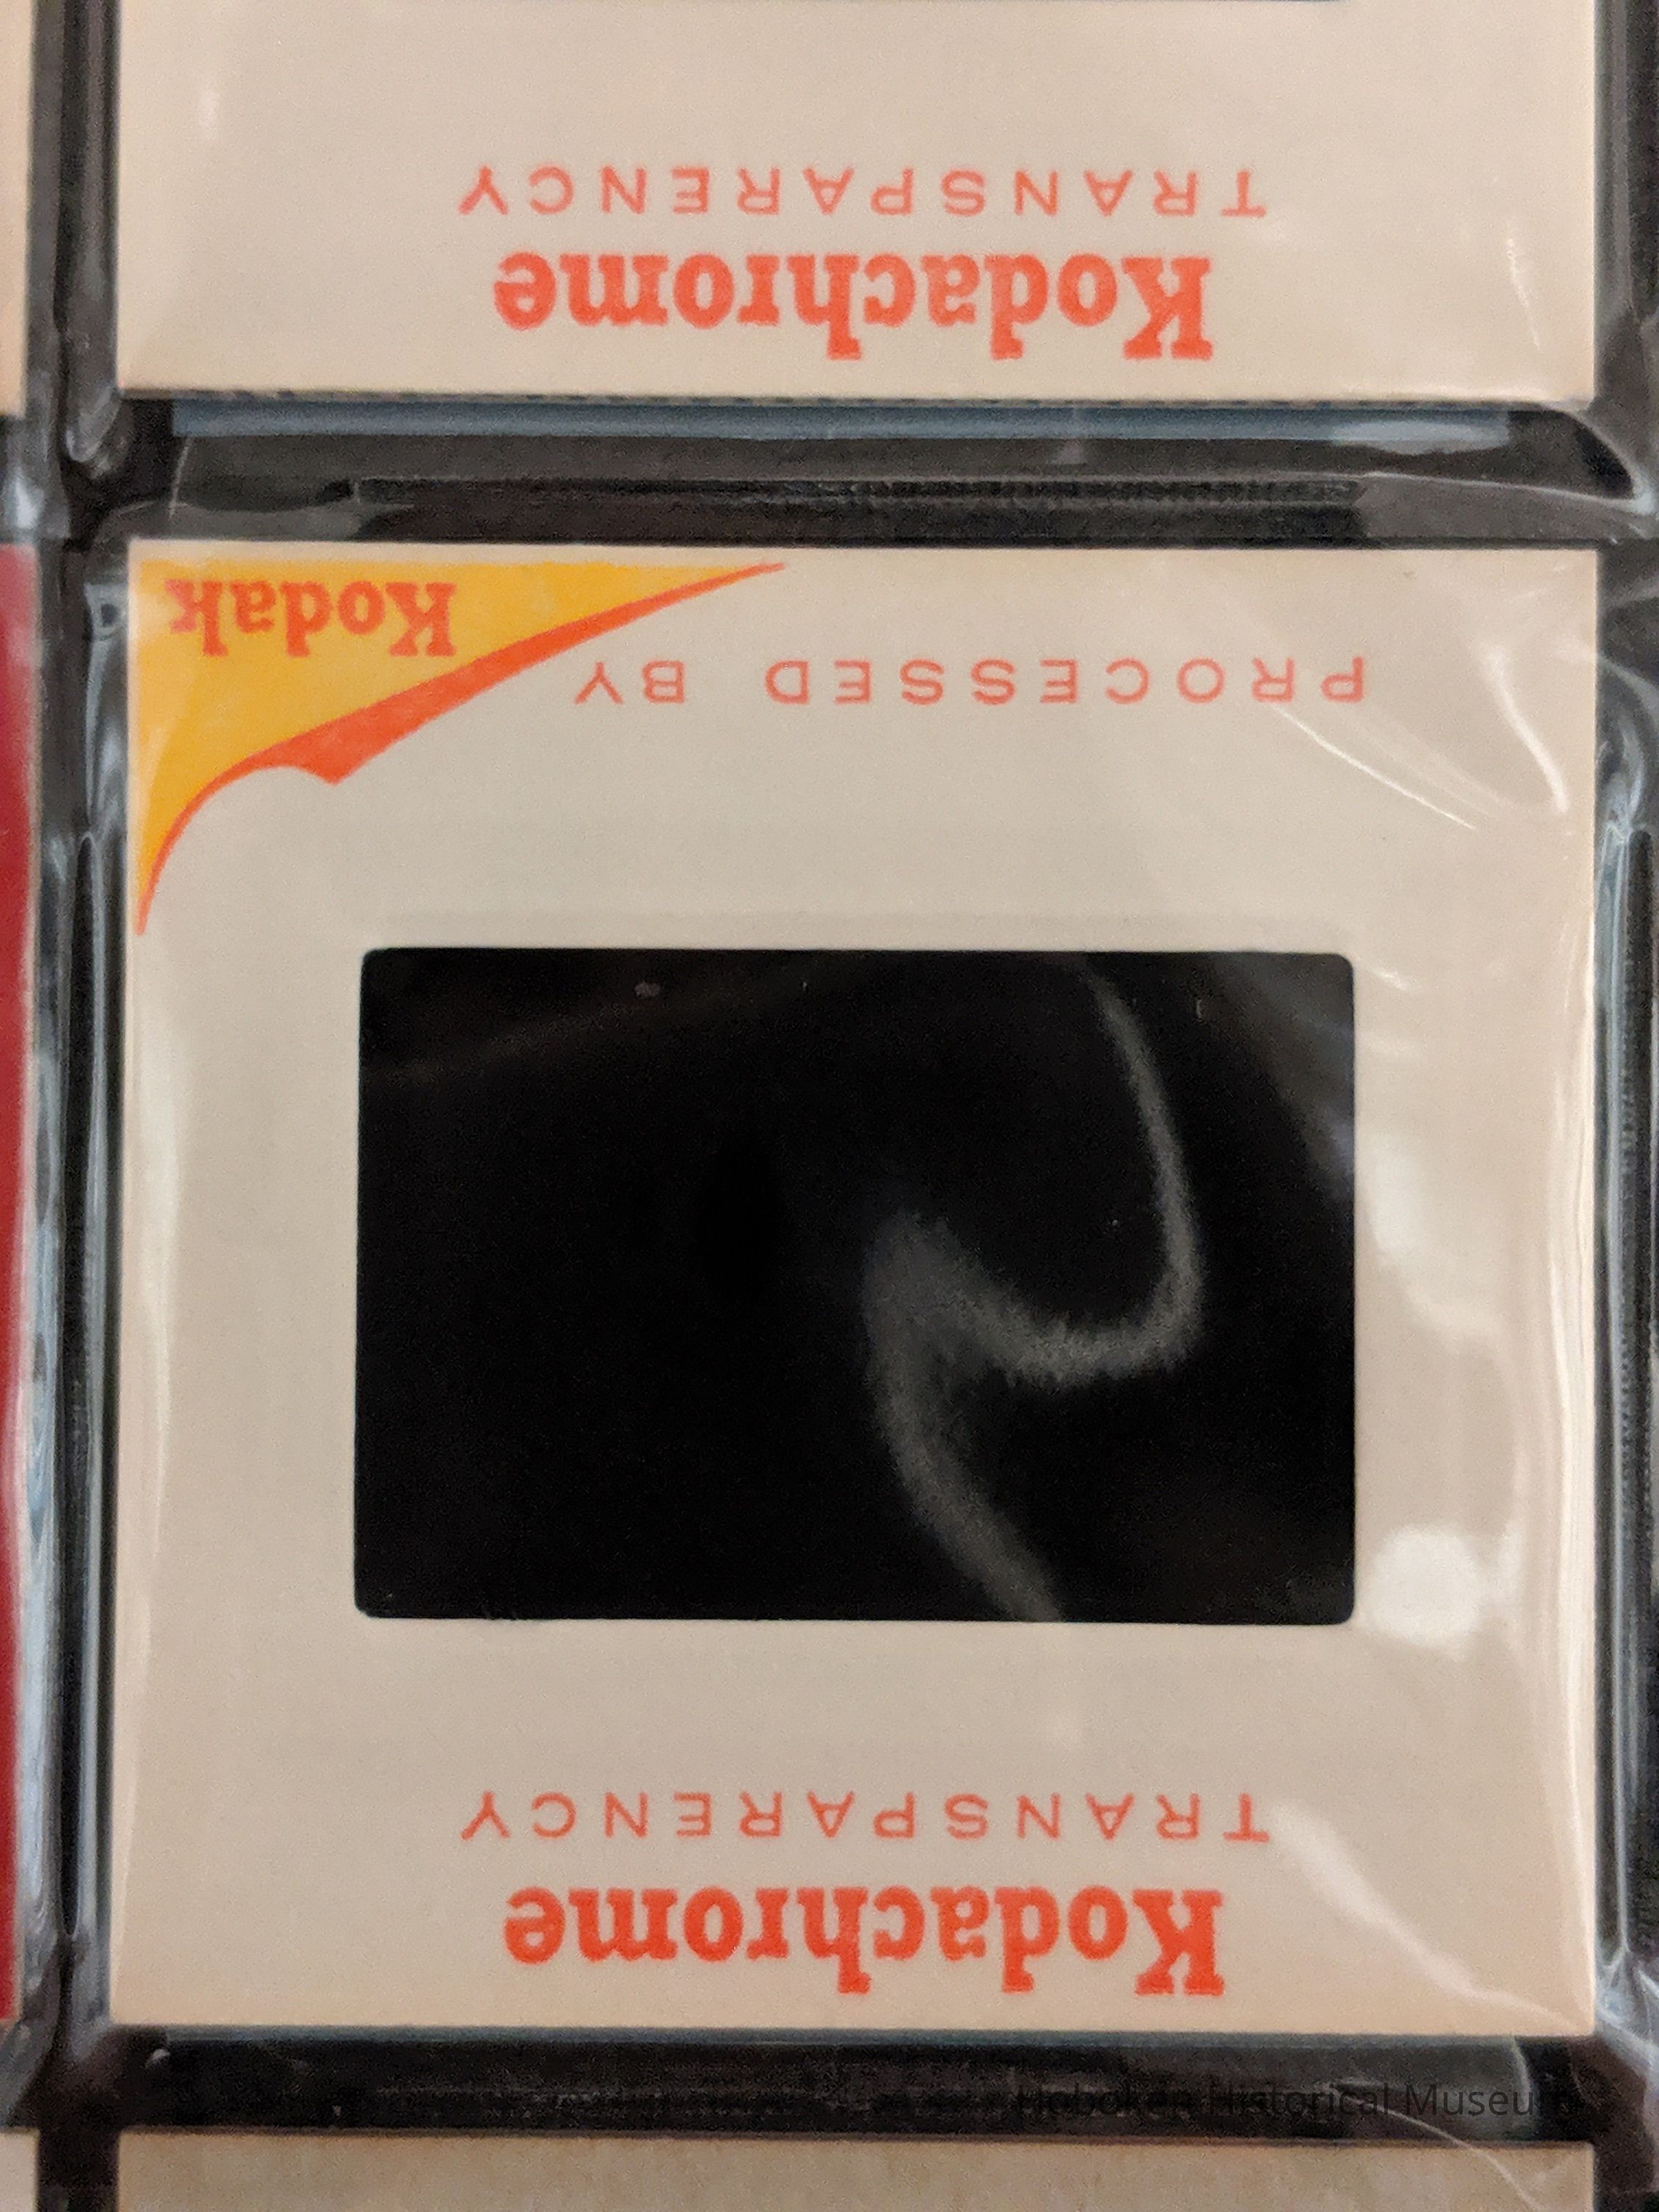 TRANSPARENCY
Kodachrome
Kodak
PROCESSED BY
TRANSPARENCY
Kodachrome
Hoboken Historical Museum